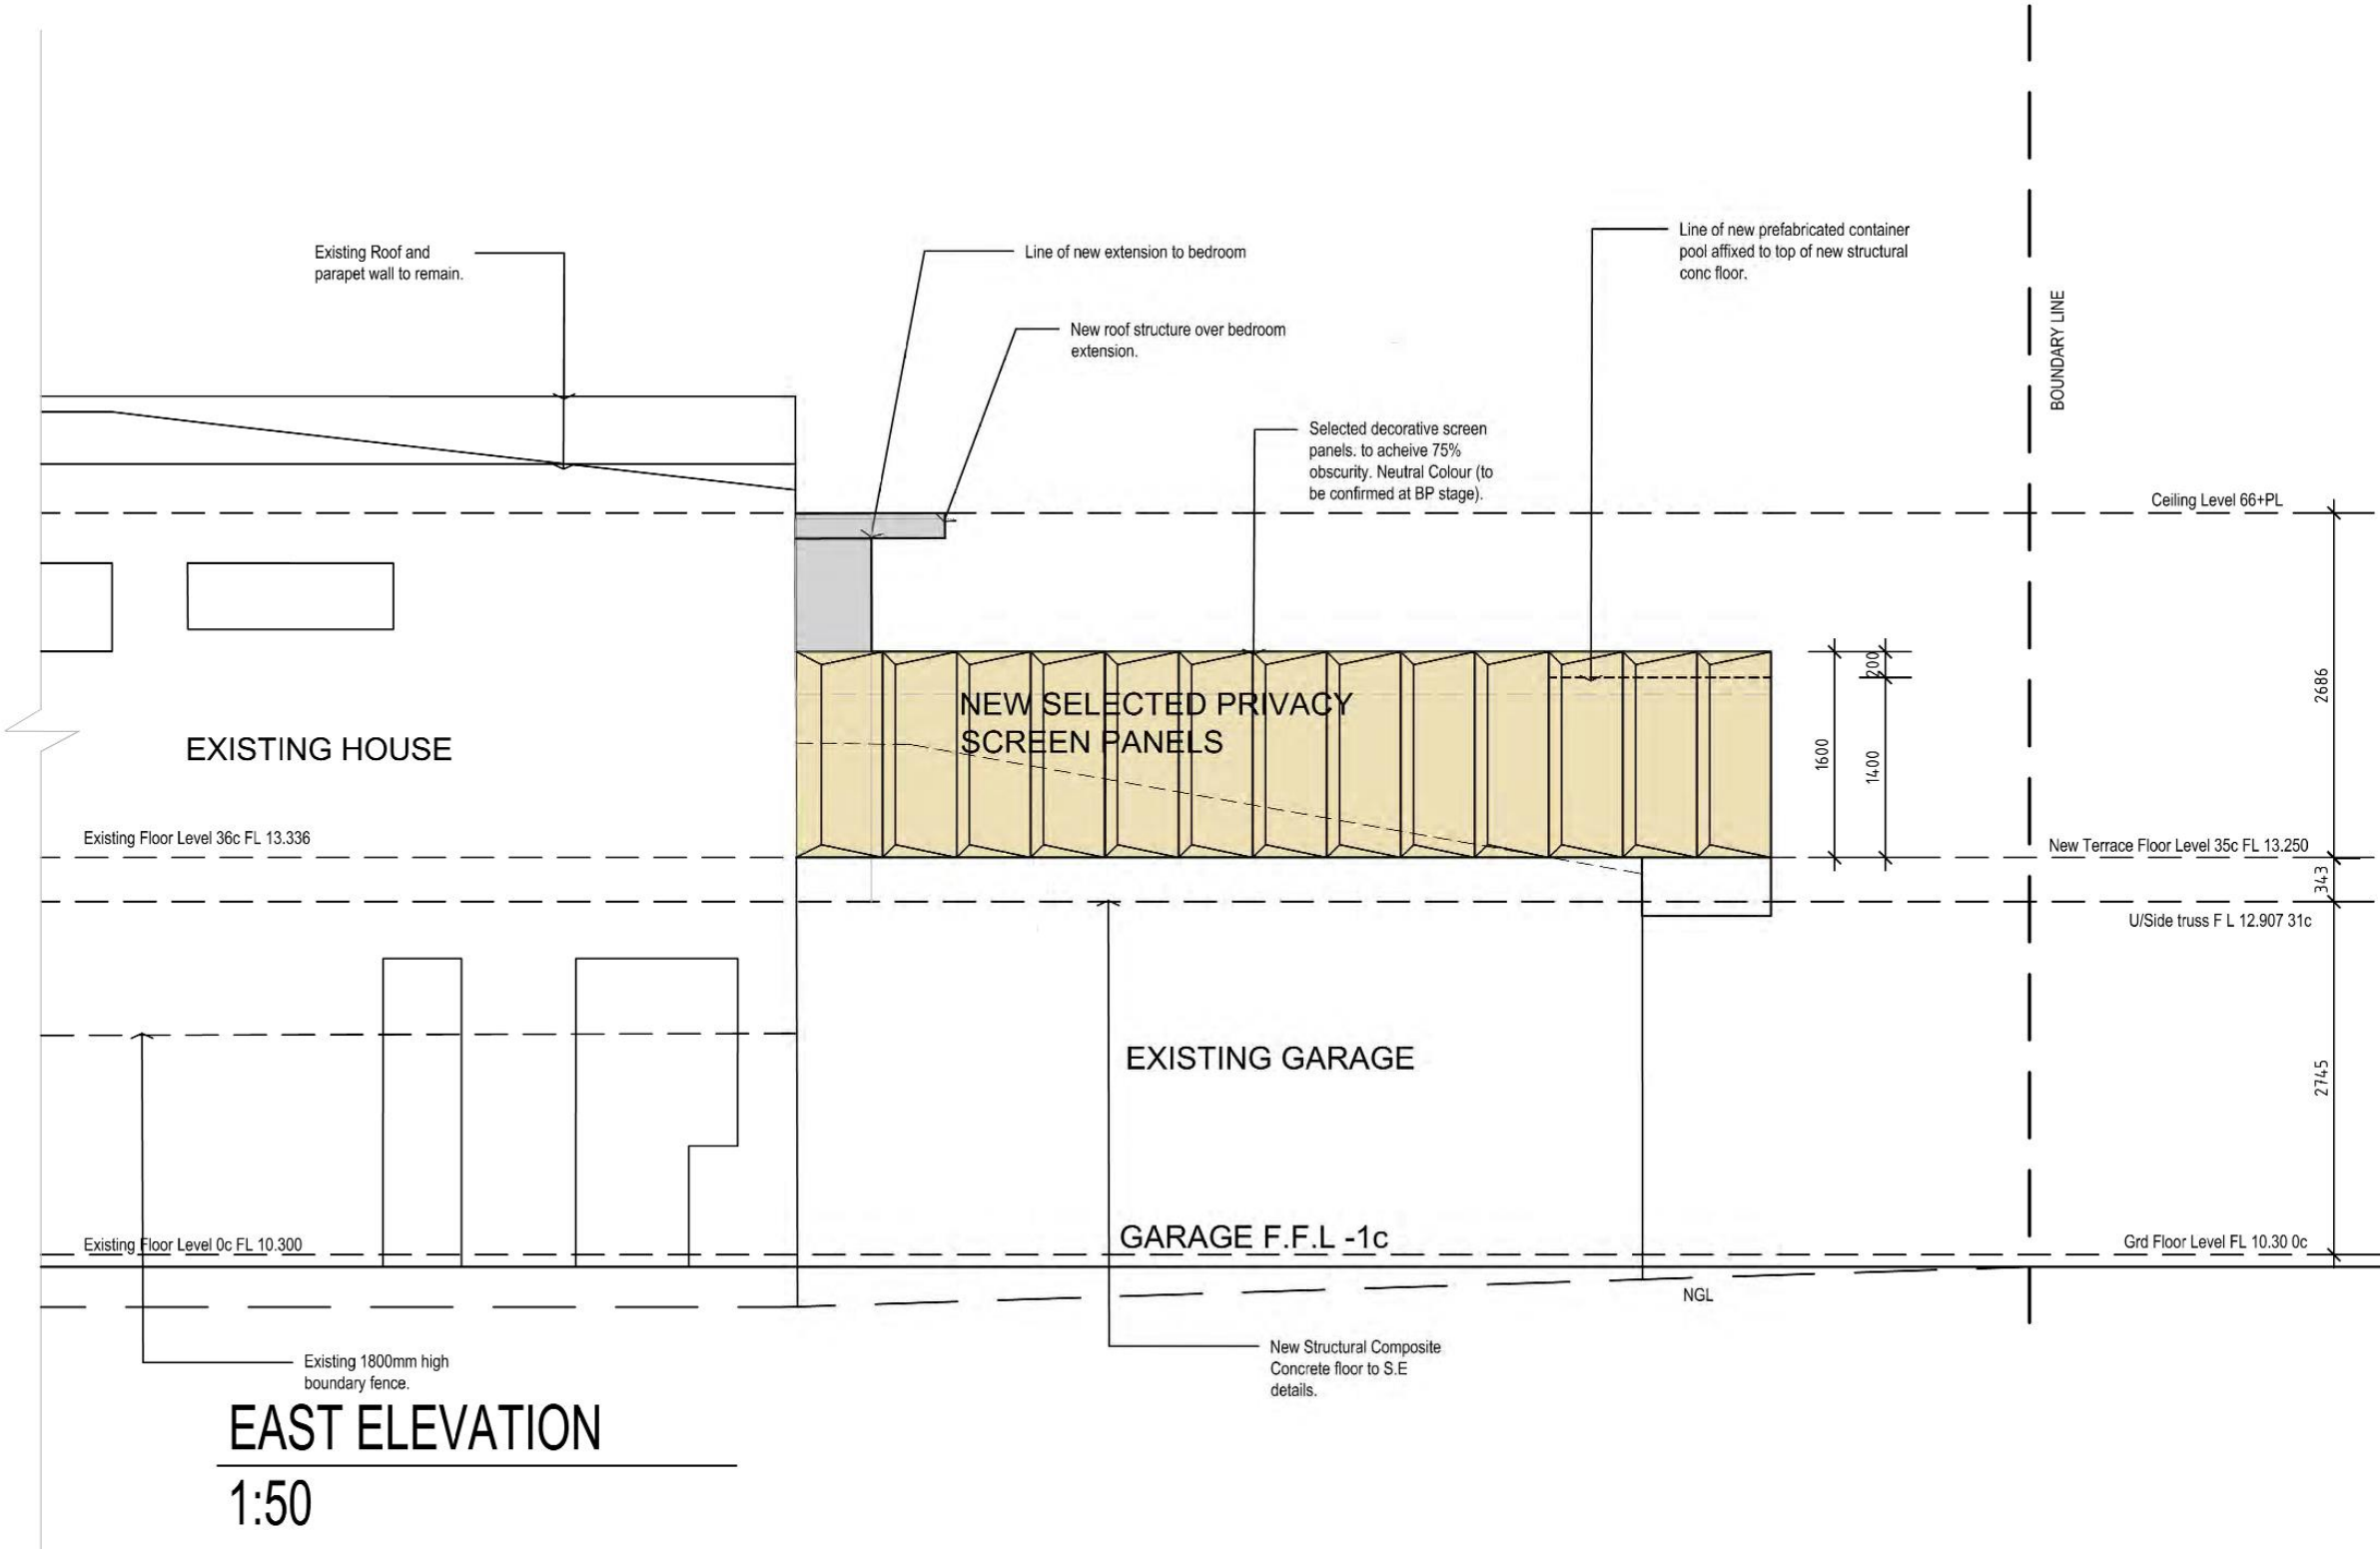 Existing Roof and
parapet wall to remain.
Line of new extension to bedroom
New roof structure over bedroom
extension.
Line of new prefabricated container
pool affixed to top of new structural
conc floor.
BOUNDARY LINE
Selected decorative screen
panels. to acheive 75%
obscurity. Neutral Colour (to
be confirmed at BP stage).
Ceiling Level 66+PL
NEW SELECTED PRIVACY
SCREEN PANELS
EXISTING HOUSE
200
1600
1400
2686
Existing Floor Level 36c FL 13.336
New Terrace Floor Level 35c FL 13.250
343
U/Side truss F L 12.907 31c
EXISTING GARAGE
2745
GARAGE F.F.L -1c
Existing Floor Level 0c FL 10.300
Grd Floor Level FL 10.30 0c
NGL
New Structural Composite
Concrete floor to S.E
details.
Existing 1800mm high
boundary fence.
EAST ELEVATION
1:50